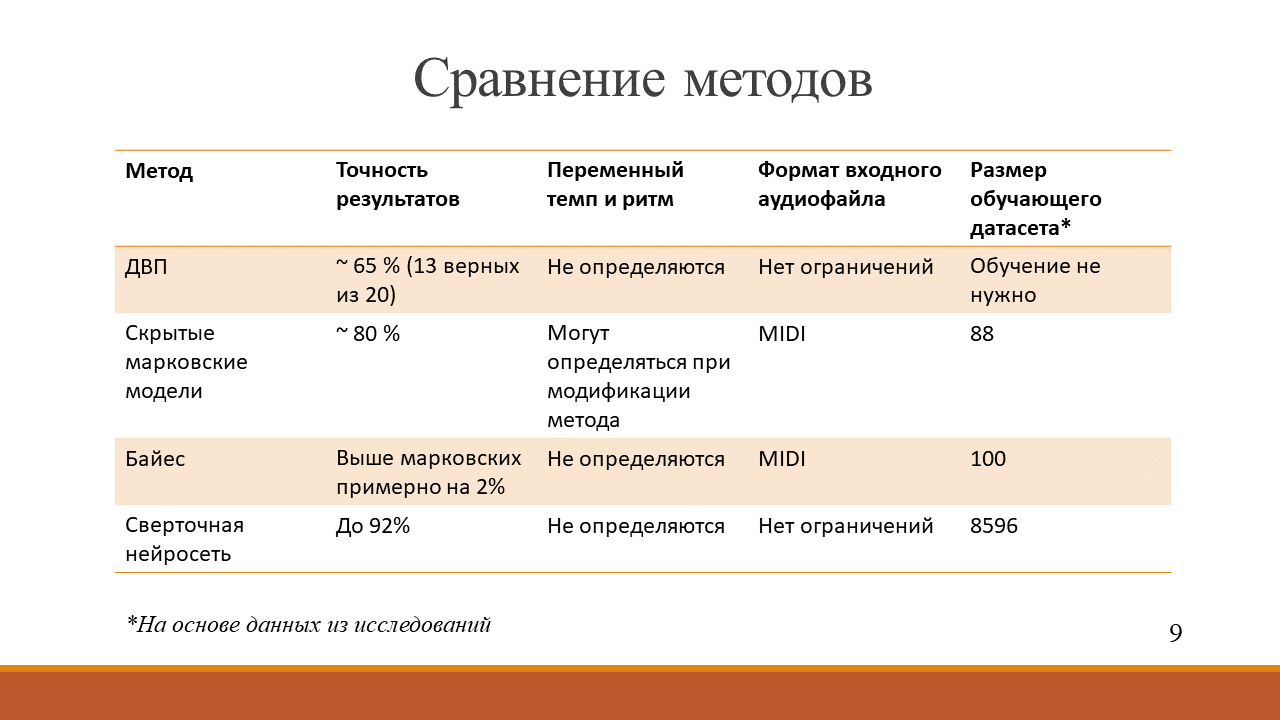 Сравнение методов
Метод
Точность
результатов
Переменный
темп и ритм
Формат входного
аудиофайла
Размер
обучающего
датасета*
ДВП
~ 65 % (13 верных
из 20)
Не определяются
Нет ограничений
Обучение не
нужно
Скрытые
марковские
модели
~ 80 %
Могут
определяться при
модификации
метода
MIDI
88
Байес
Выше марковских
примерно на 2%
Не определяются
MIDI
100
Сверточная
нейросеть
До 92%
Не определяются
Нет ограничений
8596
*На основе данных из исследований
9